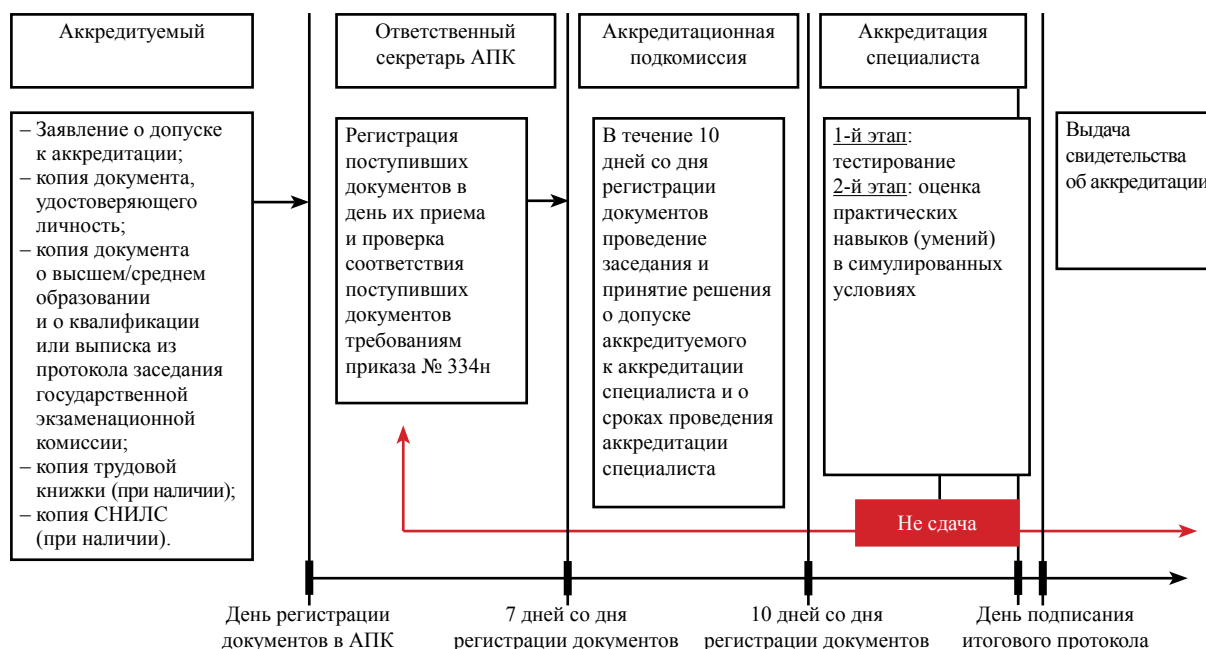 Аккредитуемый
Ответственный
секретарь АПК
Аккредитационная
подкомиссия
Аккредитация
специалиста
– Заявление о допуске
к аккредитации;
– копия документа,
удостоверяющего
личность;
– копия документа
о высшем/среднем
образовании
и о квалификации
или выписка из
протокола заседания
государственной
экзаменационной
комиссии;
– копия трудовой
книжки (при наличии);
– копия СНИЛС
(при наличии).
Регистрация
поступивших
документов в
день их приема
и проверка
соответствия
поступивших
документов
требованиям
приказа № 334н
В течение 10
дней со дня
регистрации
документов
проведение
заседания и
принятие решения
о допуске
аккредитуемого
к аккредитации
специалиста и о
сроках проведения
аккредитации
специалиста
1-й этап:
тестирование
2-й этап: оценка
практических
навыков (умений)
в симулированных
условиях
Выдача
свидетельства
об аккредитации
Не сдача
День регистрации
документов в АПК
7 дней со дня
регистрации документов
10 дней со дня
регистрации документов
День подписания
итогового протокола